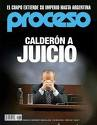 EL CHAPO EXTIENDE SU IMPERIO HASTA ARGENTINA
proceso
CALDERÓN A
JUICIO